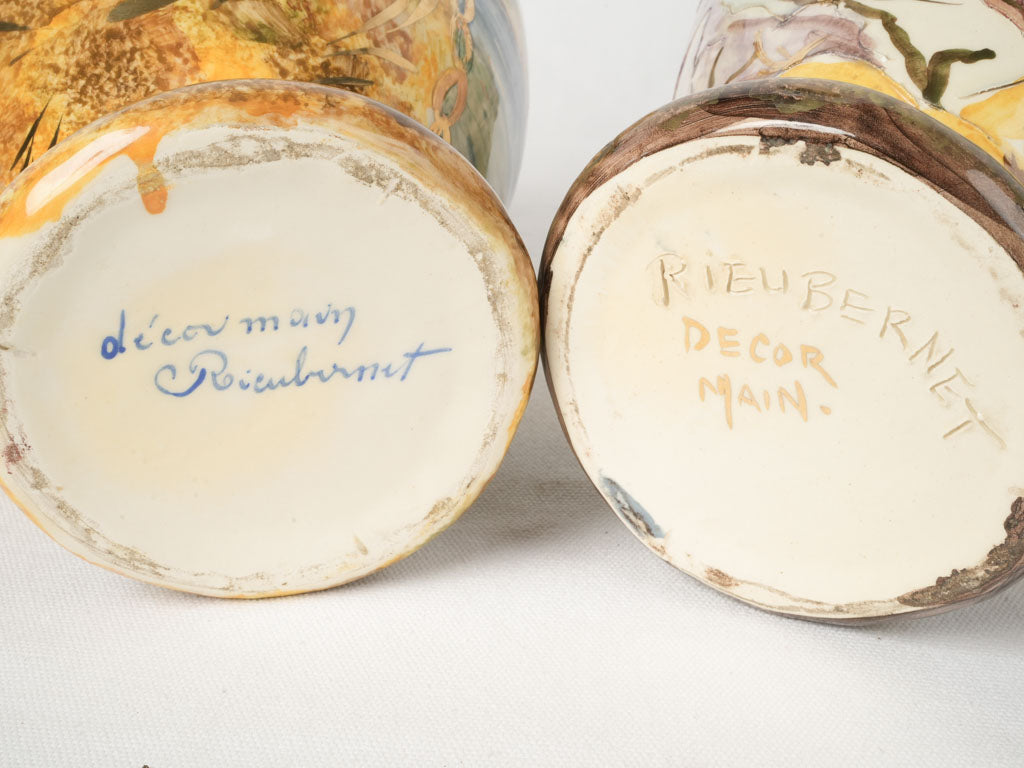 décor main
Rieubernet
RIEUBERNET
DECOR
MAIN.